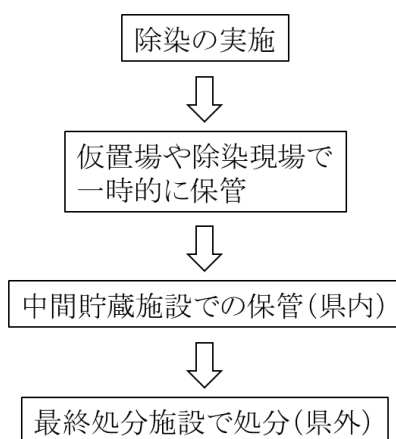 除染の実施
仮置場や除染現場で
一時的に保管
中間貯蔵施設での保管(県内)
最終処分施設で処分(県外)